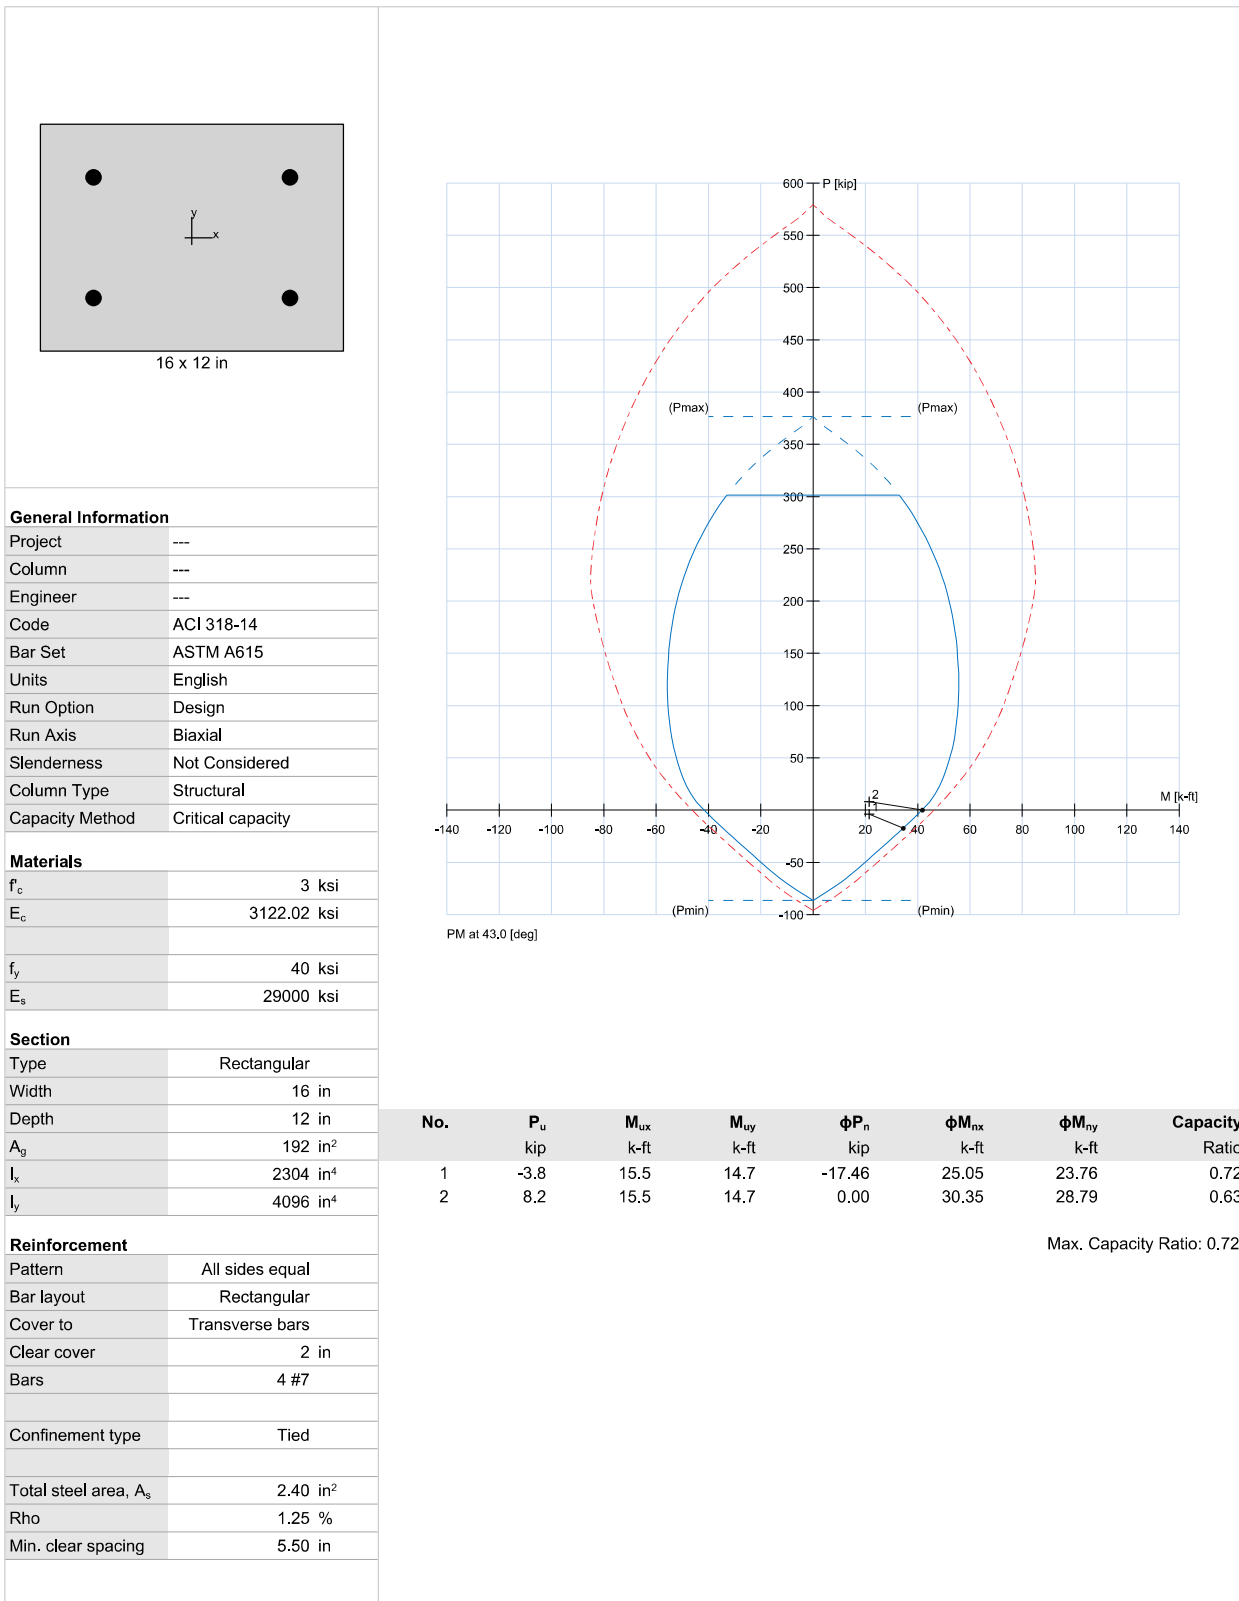 y
x
16 x 12 in
General Information
Project ---
Column ---
Engineer ---
Code ACI 318-14
Bar Set ASTM A615
Units English
Run Option Design
Run Axis Biaxial
Slenderness Not Considered
Column Type Structural
Capacity Method Critical capacity
Materials
f'c 3 ksi
Ec 3122.02 ksi
fy 40 ksi
Es 29000 ksi
Section
Type Rectangular
Width 16 in
Depth 12 in
Ag 192 in²
Ix 2304 in⁴
Iy 4096 in⁴
Reinforcement
Pattern All sides equal
Bar layout Rectangular
Cover to Transverse bars
Clear cover 2 in
Bars 4 #7
Confinement type Tied
Total steel area, As 2.40 in²
Rho 1.25 %
Min. clear spacing 5.50 in
600 P [kip]
550
500
450
400
(Pmax) (Pmax)
350
300
250
200
150
100
50
2
1
M [k-ft]
-140 -120 -100 -80 -60 -40 -20 20 40 60 80 100 120 140
-50
(Pmin) -100 (Pmin)
PM at 43.0 [deg]
No. Pu Mux Muy ϕPn ϕMnx ϕMny Capacity
kip k-ft k-ft kip k-ft k-ft Ratio
1 -3.8 15.5 14.7 -17.46 25.05 23.76 0.72
2 8.2 15.5 14.7 0.00 30.35 28.79 0.63
Max. Capacity Ratio: 0.72